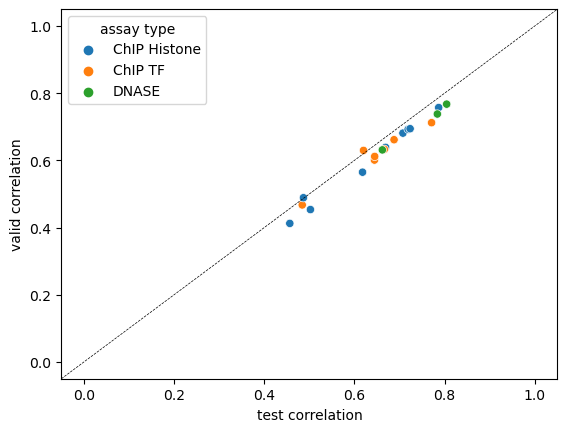 assay type
ChIP Histone
ChIP TF
DNASE
1.0
0.8
0.6
0.4
0.2
0.0
valid correlation
0.0 0.2 0.4 0.6 0.8 1.0
test correlation